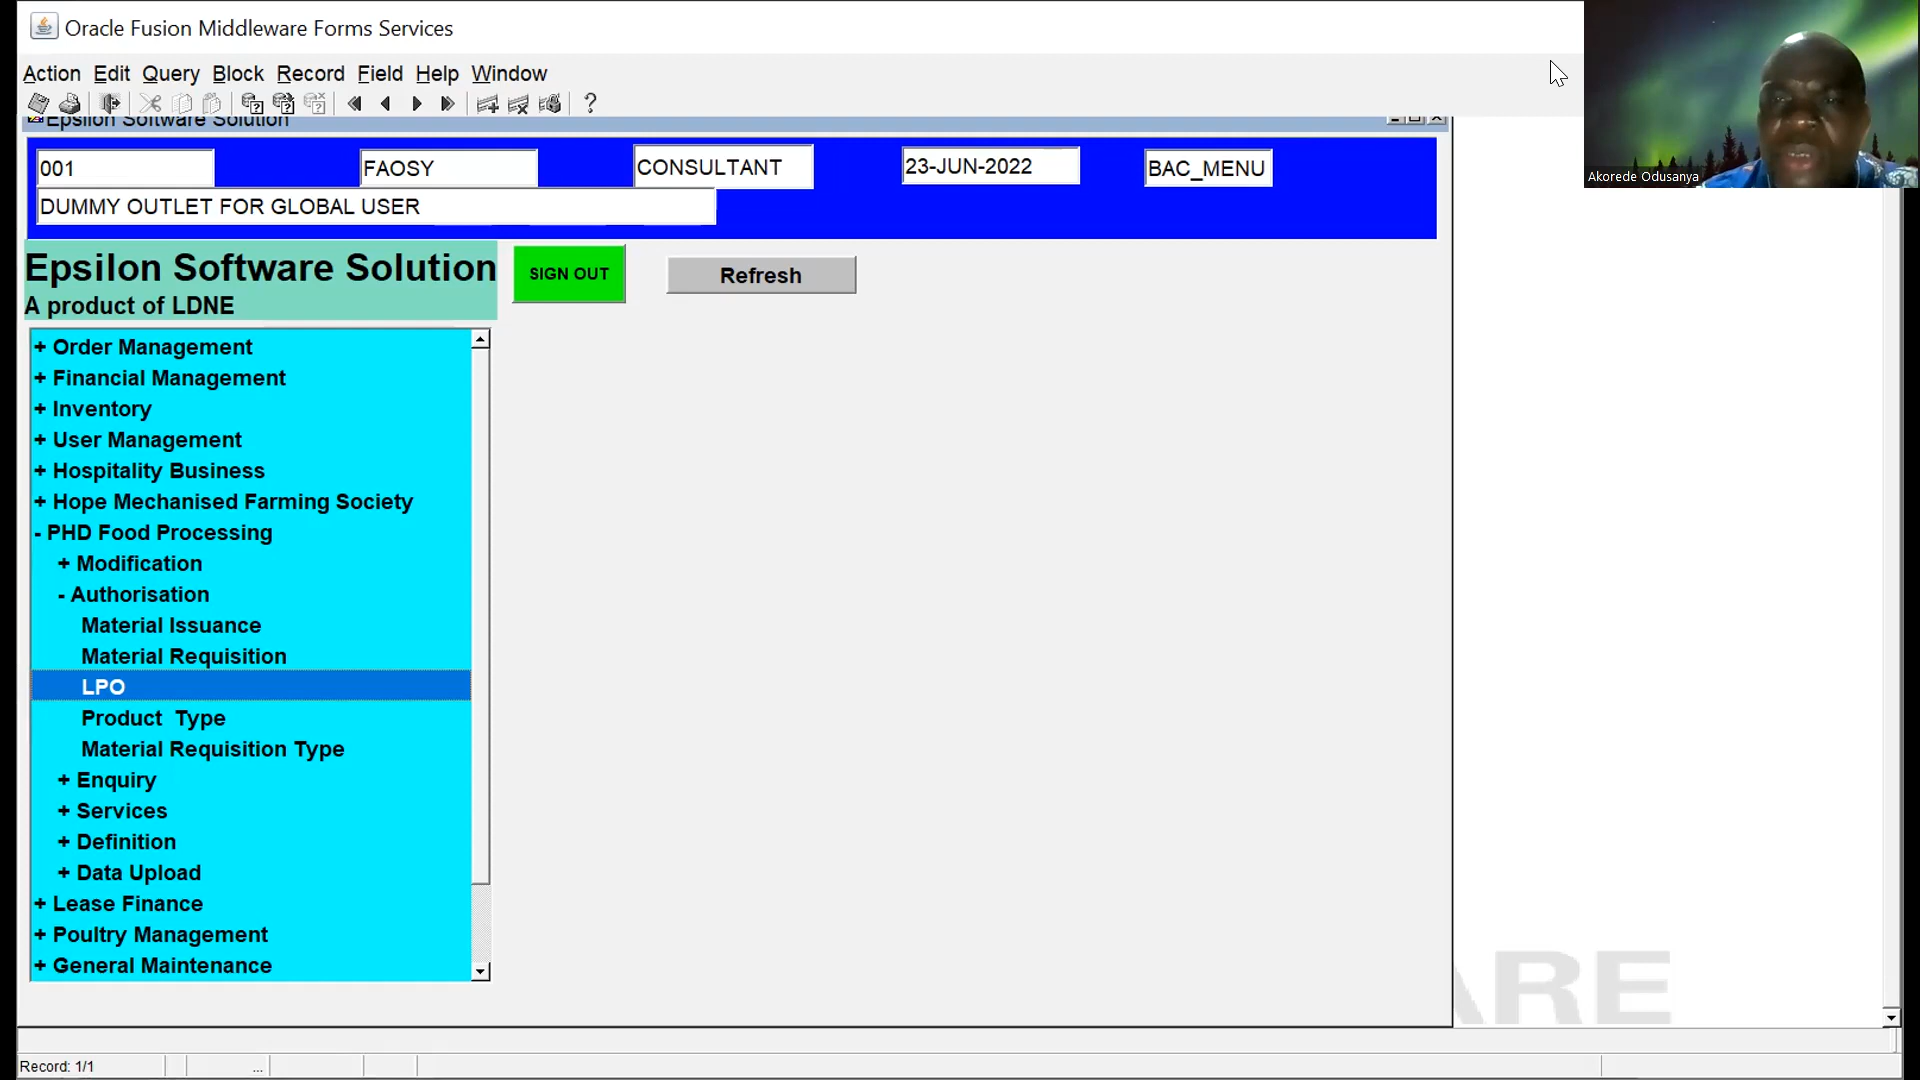 Oracle Fusion Middleware Forms Services
Action Edit Query Block Record Field Help Window
Epsilon Software Solution
001 FAOSY CONSULTANT 23-JUN-2022 BAC_MENU
DUMMY OUTLET FOR GLOBAL USER
Akorede Odusanya
Epsilon Software Solution
A product of LDNE
SIGN OUT
Refresh
+ Order Management
+ Financial Management
+ Inventory
+ User Management
+ Hospitality Business
+ Hope Mechanised Farming Society
- PHD Food Processing
+ Modification
- Authorisation
Material Issuance
Material Requisition
LPO
Product Type
Material Requisition Type
+ Enquiry
+ Services
+ Definition
+ Data Upload
+ Lease Finance
+ Poultry Management
+ General Maintenance
ARE
Record: 1/1
...